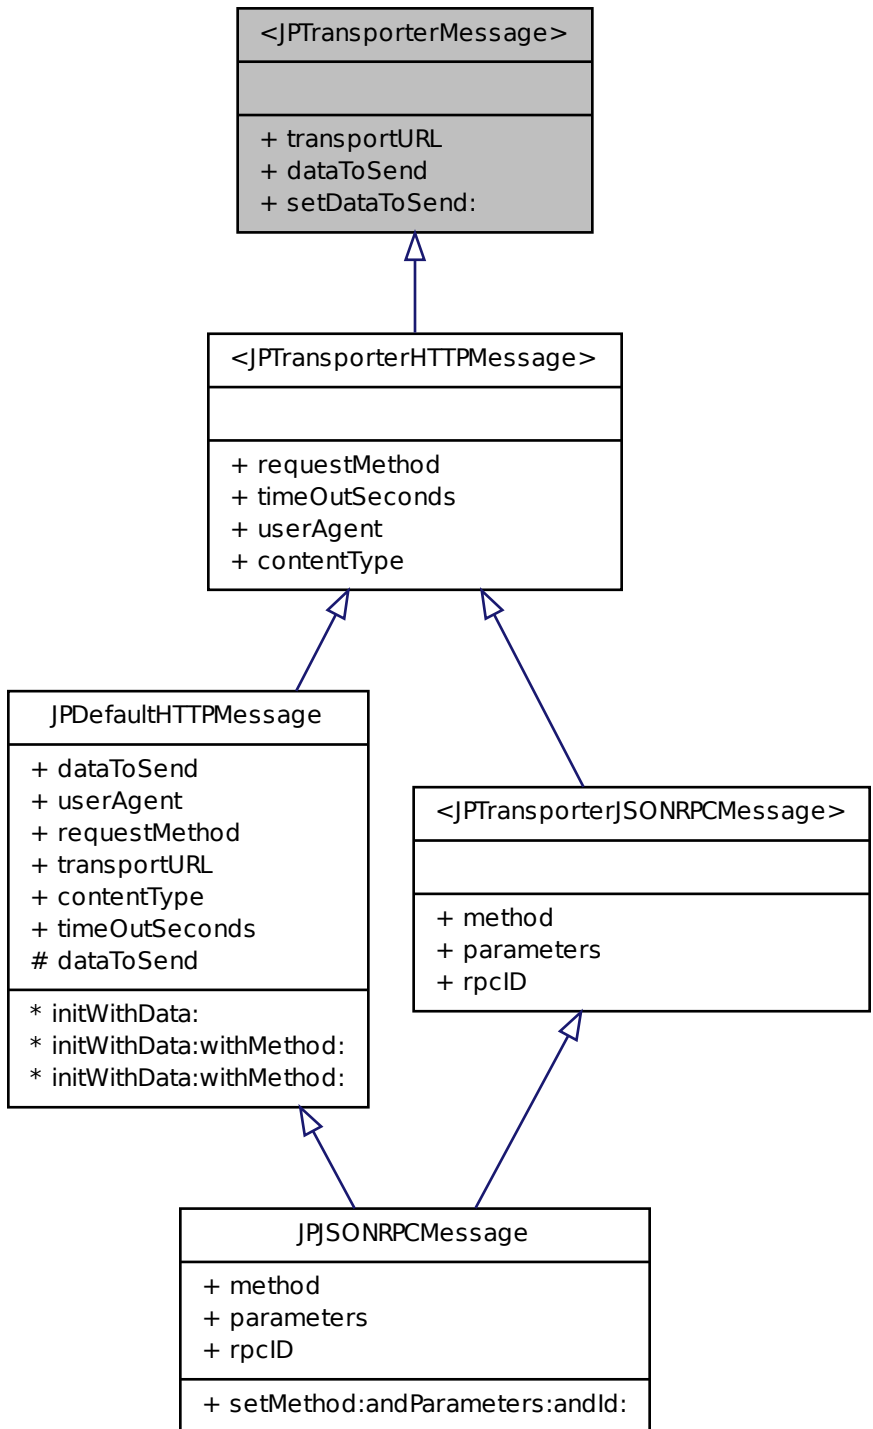 <JPTransporterMessage>
+ transportURL
+ dataToSend
+ setDataToSend:
<JPTransporterHTTPMessage>
+ requestMethod
+ timeOutSeconds
+ userAgent
+ contentType
JPDefaultHTTPMessage
+ dataToSend
+ userAgent
+ requestMethod
+ transportURL
+ contentType
+ timeOutSeconds
# dataToSend
* initWithData:
* initWithData:withMethod:
* initWithData:withMethod:
<JPTransporterJSONRPCMessage>
+ method
+ parameters
+ rpcID
JPJSONRPCMessage
+ method
+ parameters
+ rpcID
+ setMethod:andParameters:andId: